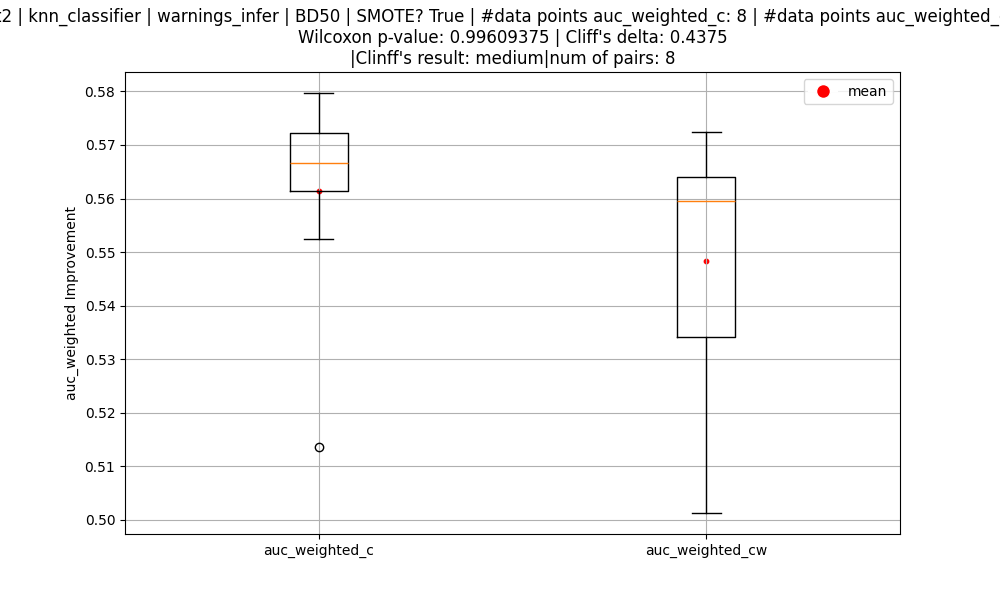 2 | knn_classifier | warnings_infer | BD50 | SMOTE? True | #data points auc_weighted_c: 8 | #data points auc_weighted_
Wilcoxon p-value: 0.99609375 | Cliff's delta: 0.4375
|Clinff's result: medium|num of pairs: 8
mean
0.58
0.57
0.56
0.55
0.54
0.53
0.52
0.51
0.50
auc_weighted Improvement
auc_weighted_c
auc_weighted_cw